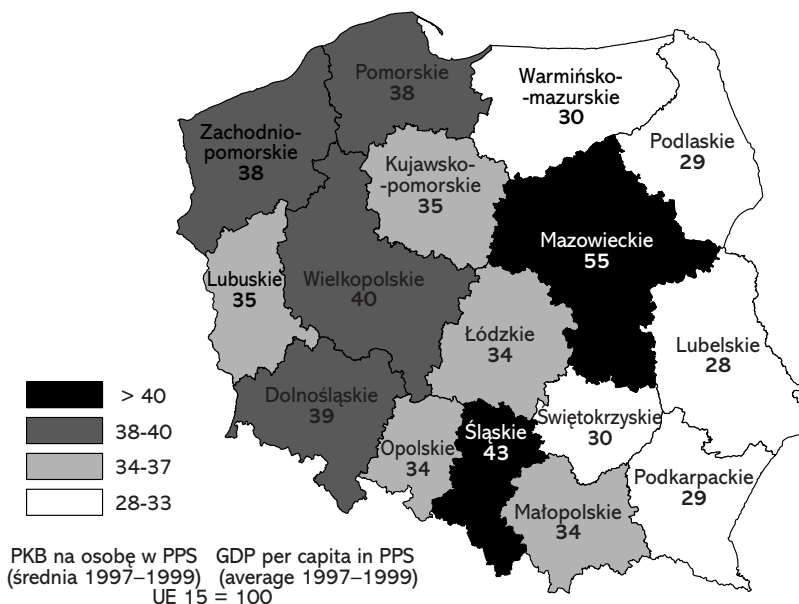 Pomorskie
38
Warmińsko-
-mazurskie
30
Zachodnio-
pomorskie
38
Podlaskie
29
Kujawsko-
-pomorskie
35
Mazowieckie
55
Lubuskie
35
Wielkopolskie
40
Łódzkie
34
Lubelskie
28
Dolnośląskie
39
Opolskie
34
Śląskie
43
Świętokrzyskie
30
Podkarpackie
29
Małopolskie
34
> 40
38-40
34-37
28-33
PKB na osobę w PPS GDP per capita in PPS
(średnia 1997–1999) (average 1997–1999)
UE 15 = 100